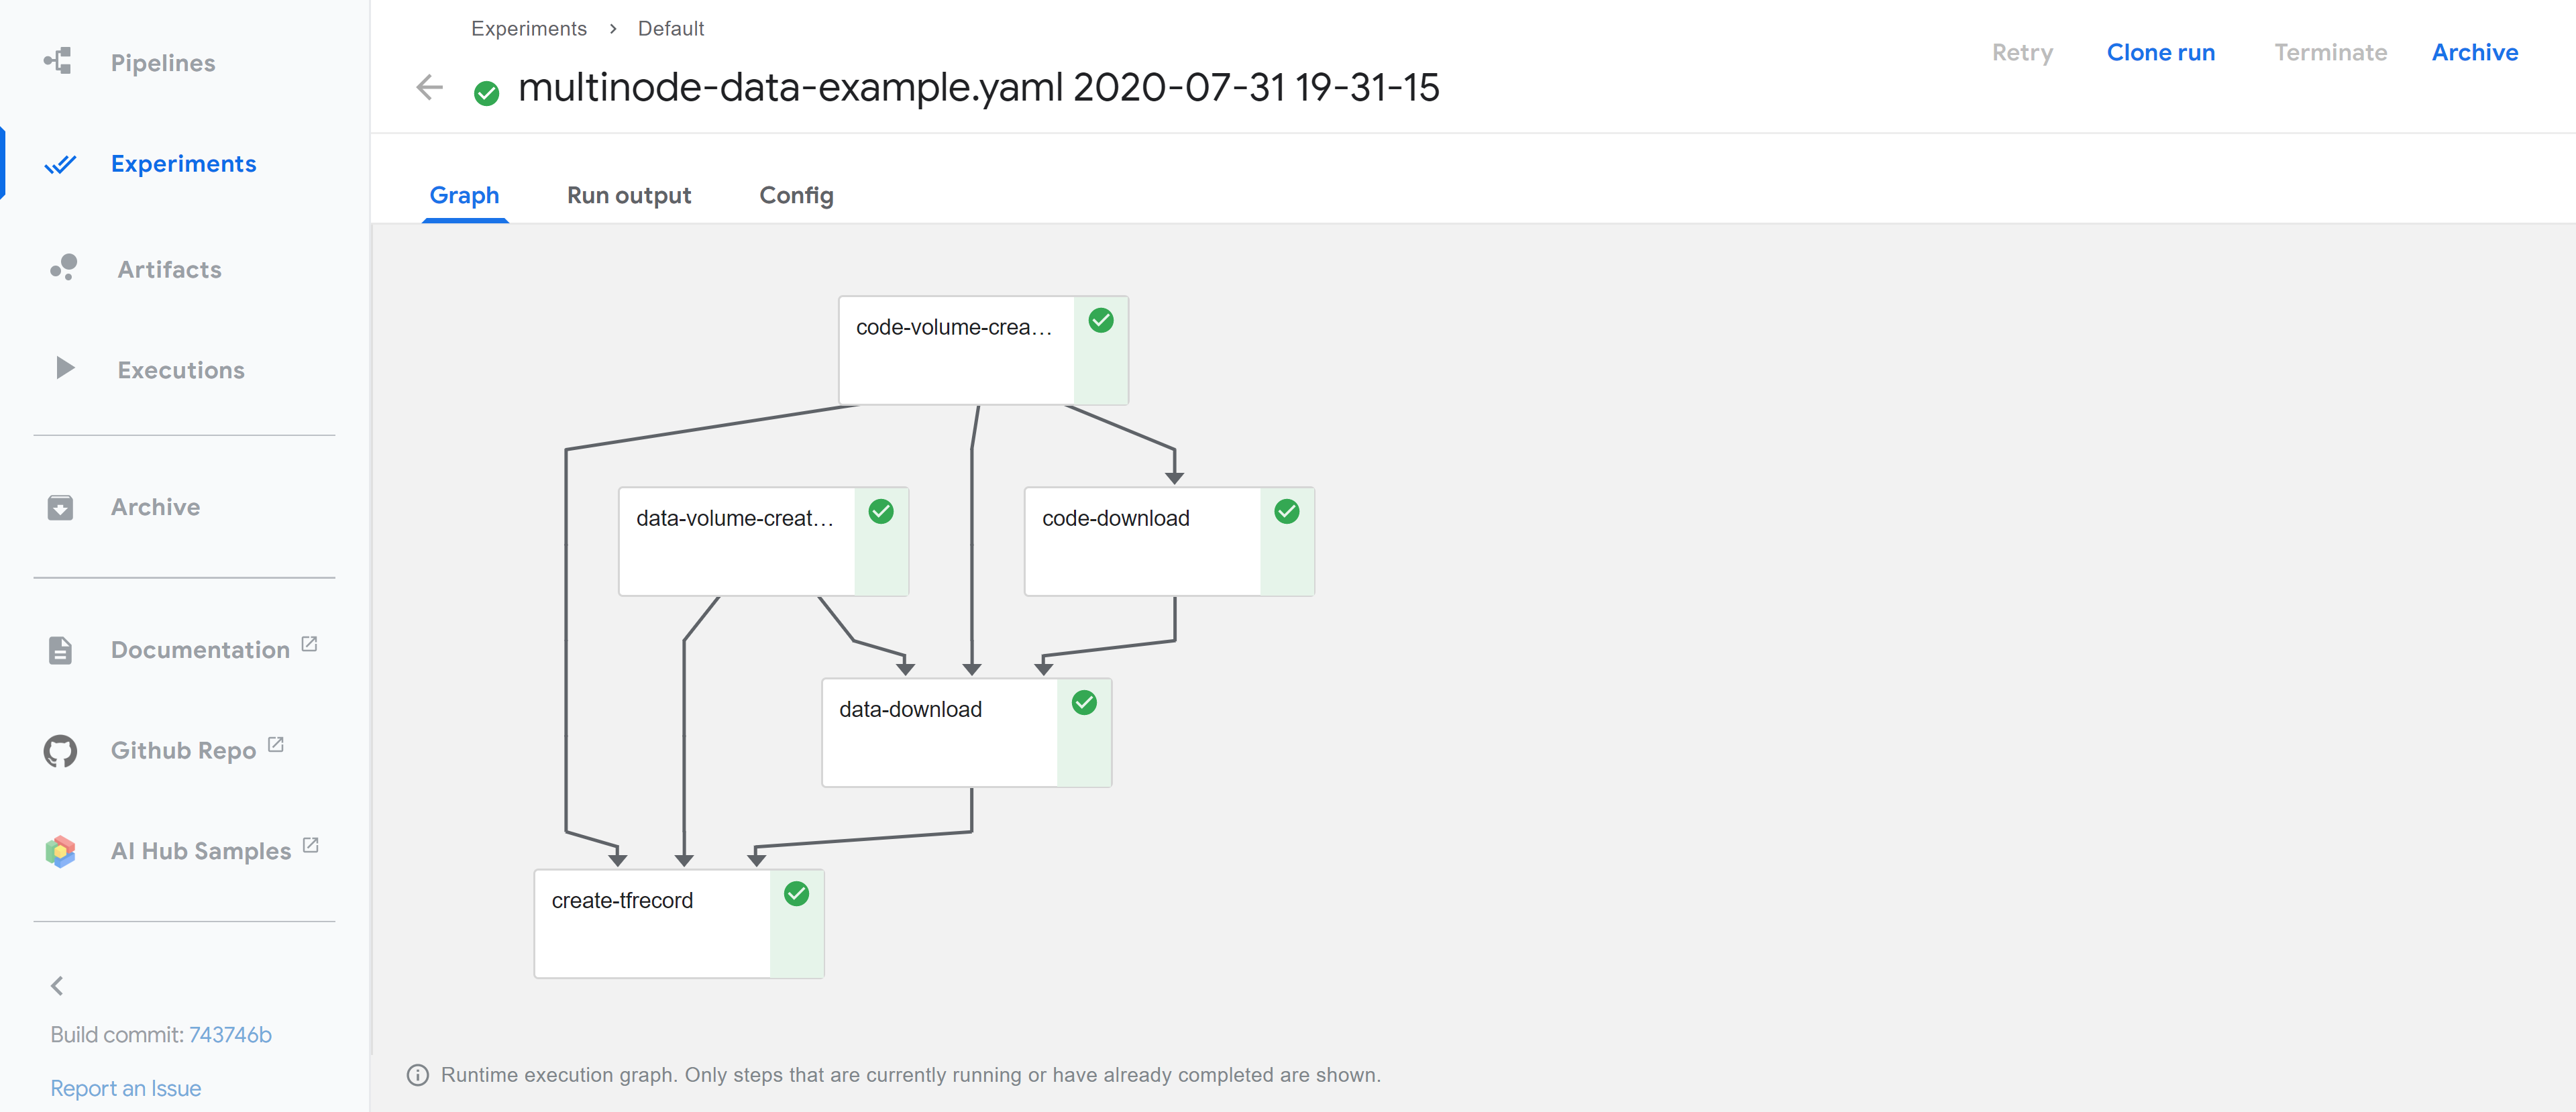 Pipelines
Experiments
Artifacts
Executions
Archive
Documentation
Github Repo
AI Hub Samples
Build commit: 743746b
Report an Issue
Experiments > Default
multinode-data-example.yaml 2020-07-31 19-31-15
Retry Clone run Terminate Archive
Graph Run output Config
code-volume-crea...
data-volume-creat...
code-download
data-download
create-tfrecord
Runtime execution graph. Only steps that are currently running or have already completed are shown.